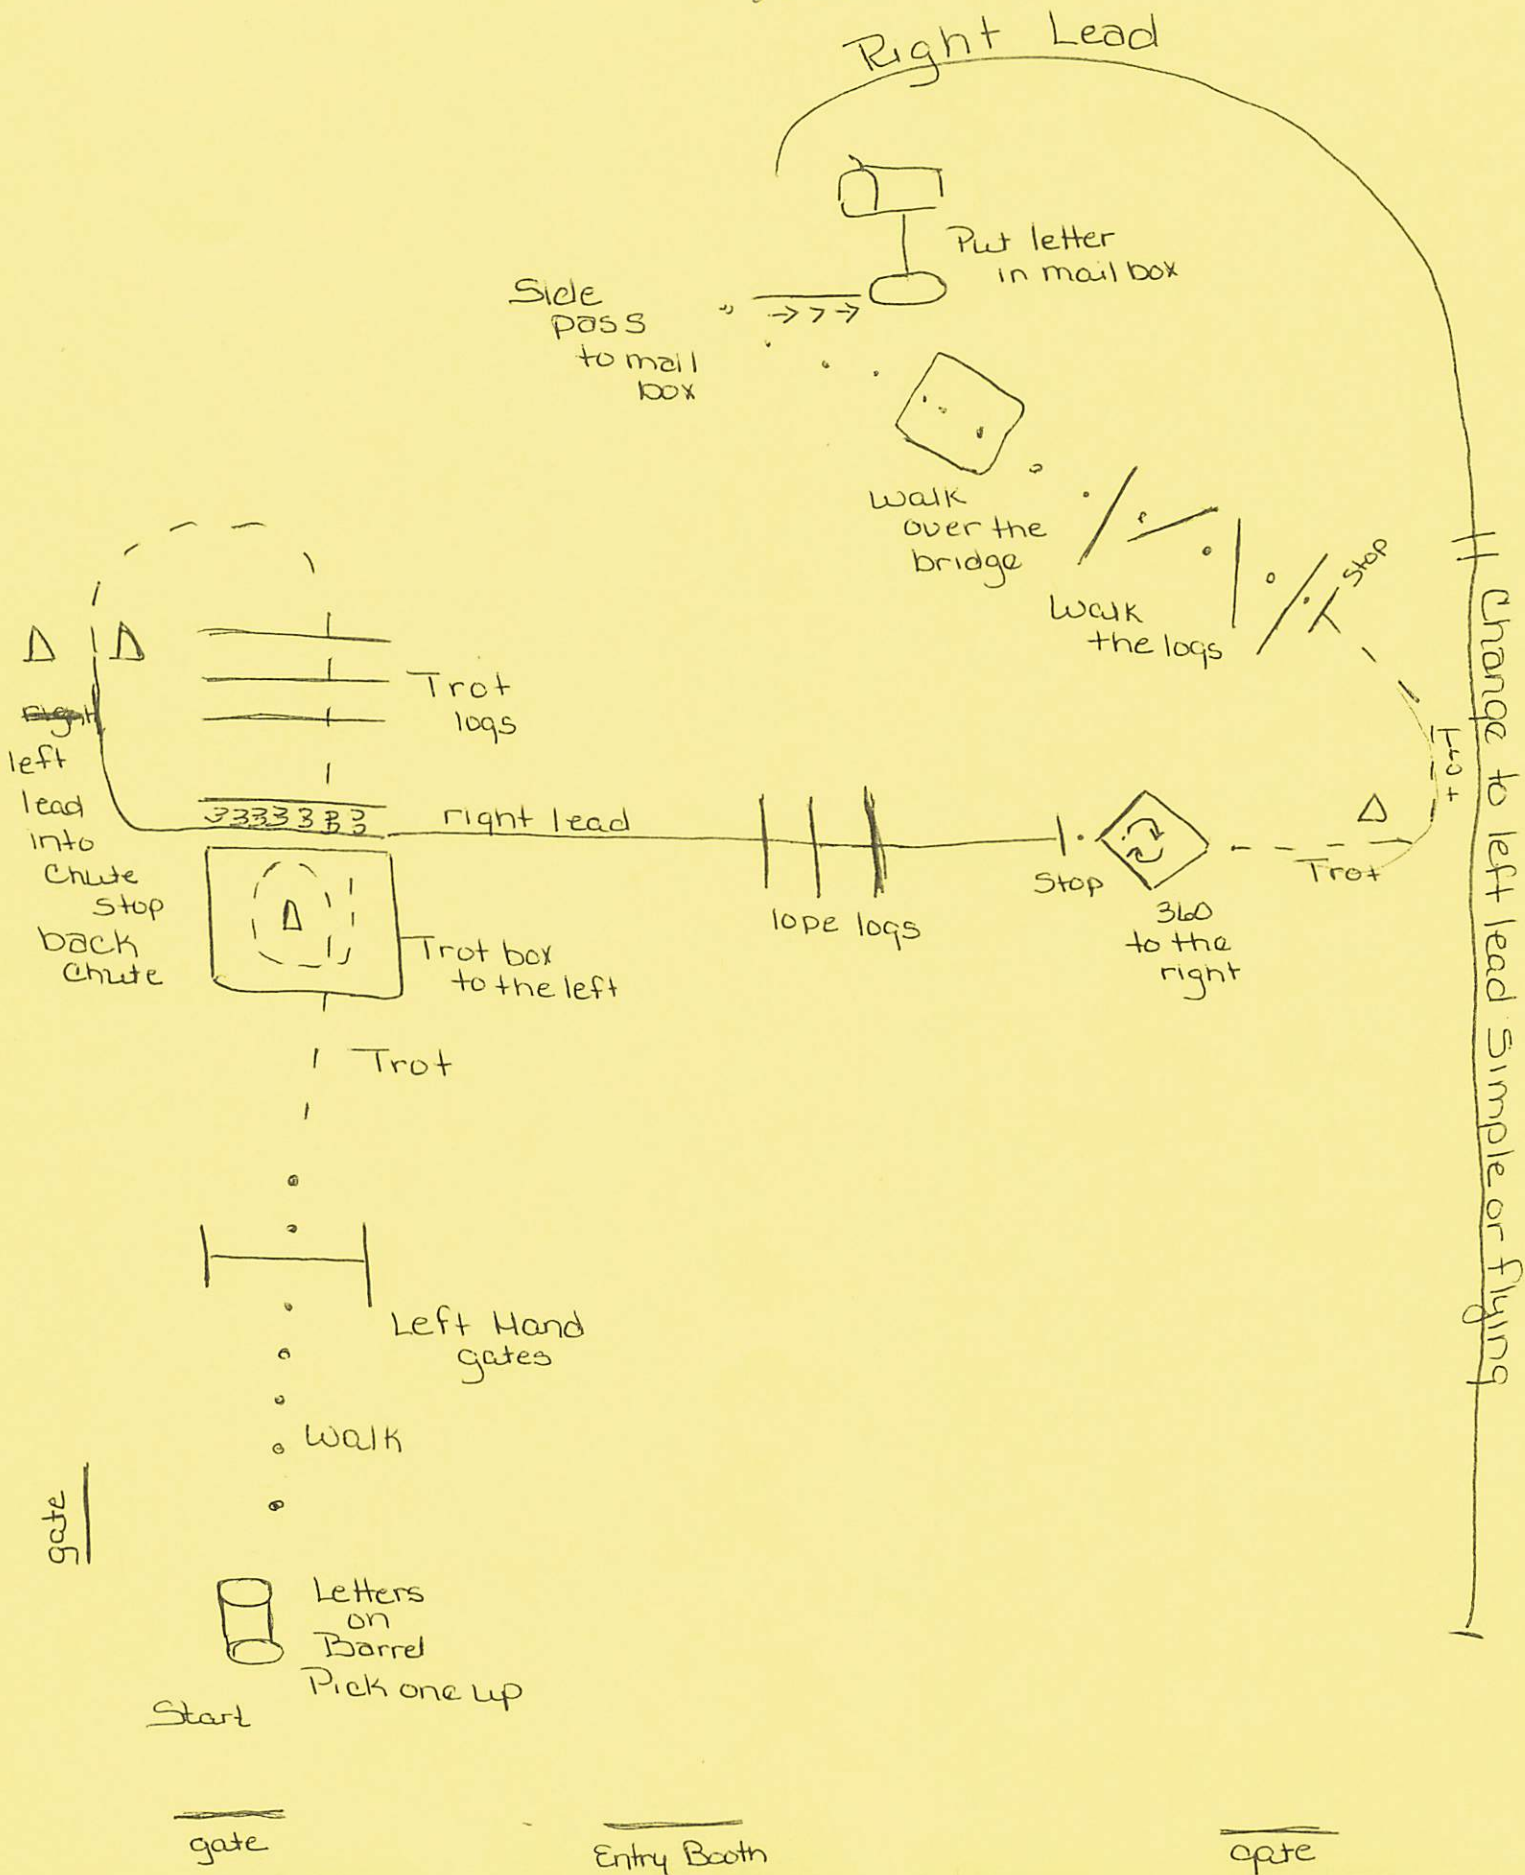 Right Lead
Put letter
in mail box
Side
pass
to mail
box
Walk
over the
bridge
Walk
the logs
Stop
Change to left lead Simple or flying
Trot
Trot
logs
right
left
lead
into
Chute
Stop
back
Chute
right lead
lope logs
Stop
360
to the
right
Trot
Trot box
to the left
Trot
Left Hand
gates
Walk
gate
Letters
on
Barrel
Pick one up
Start
gate
Entry Booth
gate